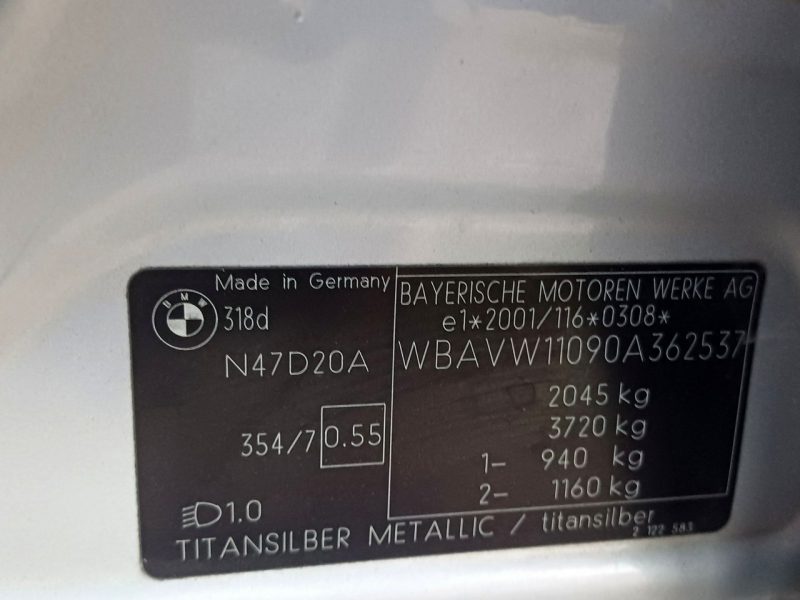 Made in Germany
BMW
318d
N47D20A
354/7 0.55
1.0
BAYERISCHE MOTOREN WERKE AG
e1*2001/116*0308*
WBAVW11090A362537
2045 kg
3720 kg
1- 940 kg
2- 1160 kg
TITANSILBER METALLIC / titansilber
2 122 583